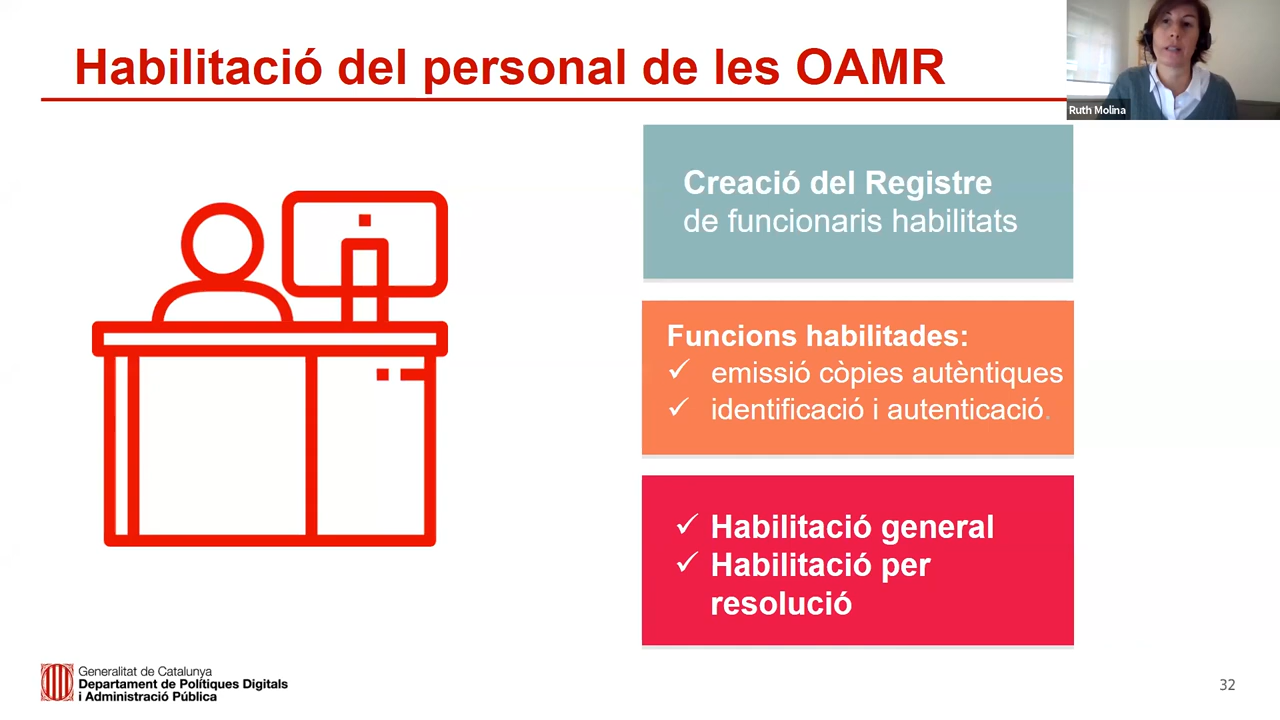 Habilitació del personal de les OAMR
Ruth Molina
Creació del Registre
de funcionaris habilitats
Funcions habilitades:
✓ emissió còpies autèntiques
✓ identificació i autenticació.
✓ Habilitació general
✓ Habilitació per
resolució
Generalitat de Catalunya
Departament de Polítiques Digitals
i Administració Pública
32